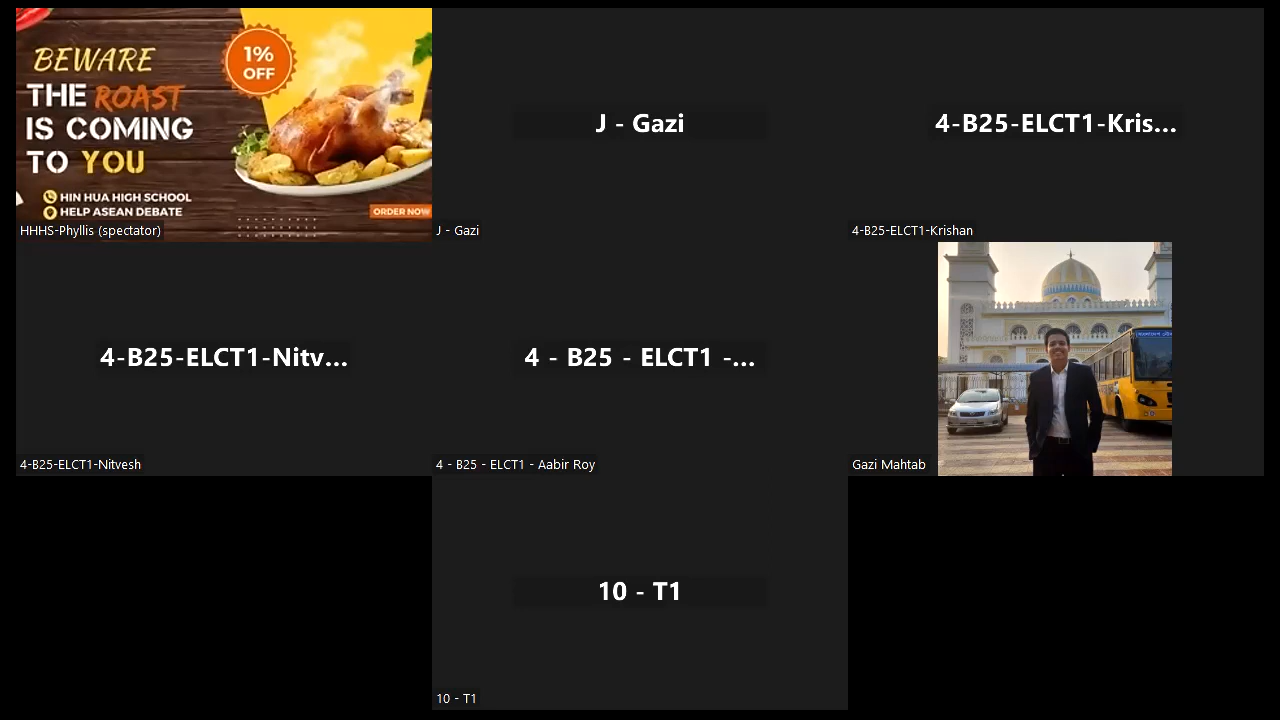 BEWARE
THE ROAST
IS COMING
TO YOU
1%
OFF
HIN HUA HIGH SCHOOL
HELP ASEAN DEBATE
ORDER NOW
HHHS-Phyllis (spectator)
J - Gazi
J - Gazi
4-B25-ELCT1-Kris...
4-B25-ELCT1-Krishan
4-B25-ELCT1-Nitv...
4-B25-ELCT1-Nitvesh
4 - B25 - ELCT1 -...
4 - B25 - ELCT1 - Aabir Roy
Gazi Mahtab
10 - T1
10 - T1